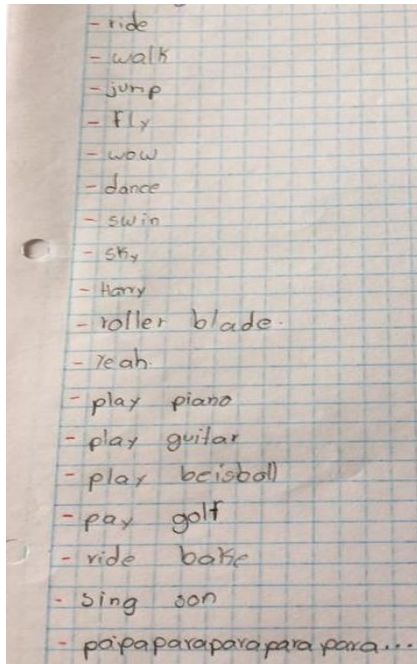 - ride
- walk
- jump
- Fly
- wow
- dance
- swin
- sky
- Harry
- roller blade.
- Yeah.
- play piano
- play guitar
- play beisboll
- pay golf
- ride bake
- sing son
- paipaparaparaparapara...